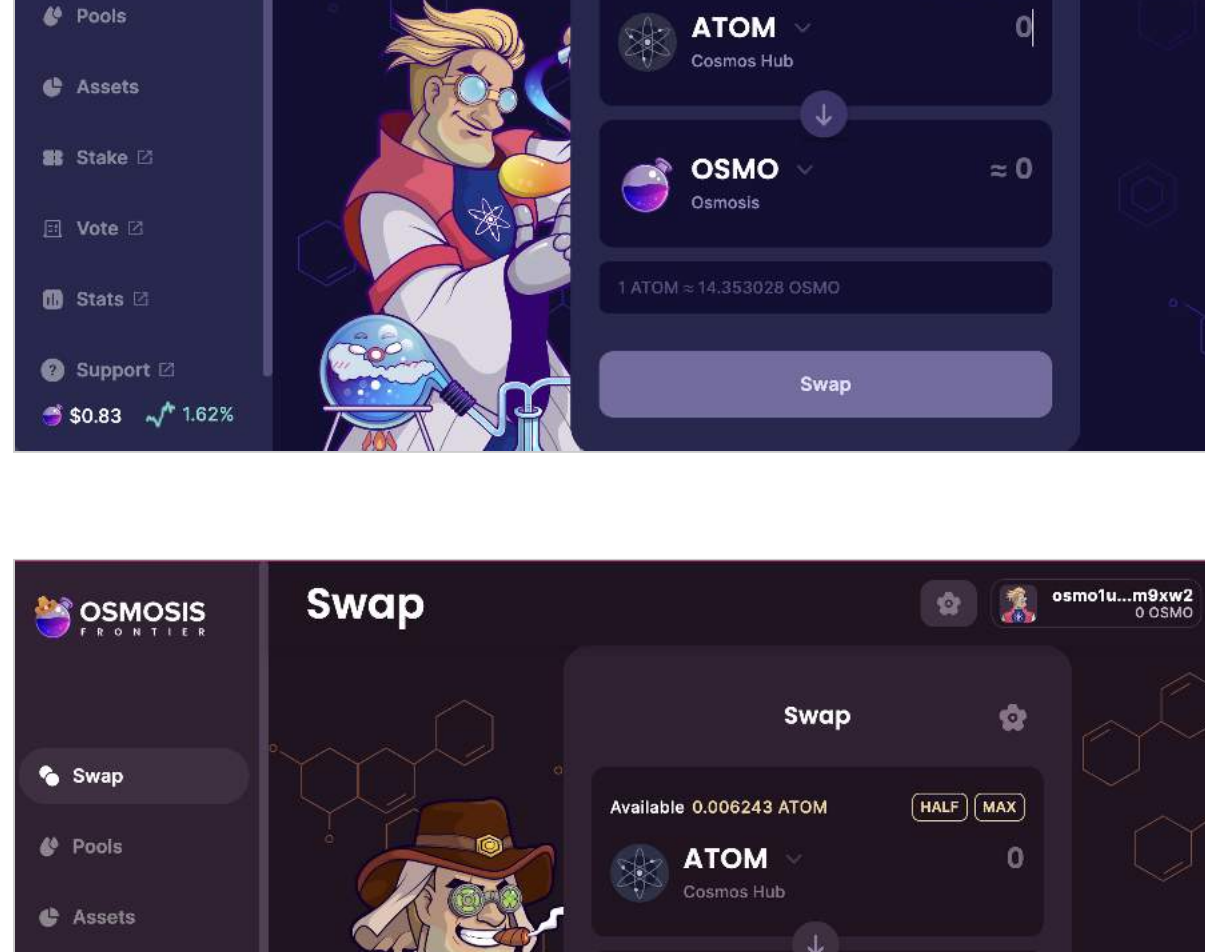 Pools
ATOM
0
Cosmos Hub
Assets
Stake
OSMO
≈ 0
Osmosis
Vote
Stats
1 ATOM ≈ 14.353028 OSMO
Support
Swap
$0.83 1.62%
OSMOSIS
FRONTIER
Swap
osmo1u...m9xw2
0 OSMO
Swap
Swap
Available 0.006243 ATOM
HALF MAX
Pools
ATOM
0
Cosmos Hub
Assets